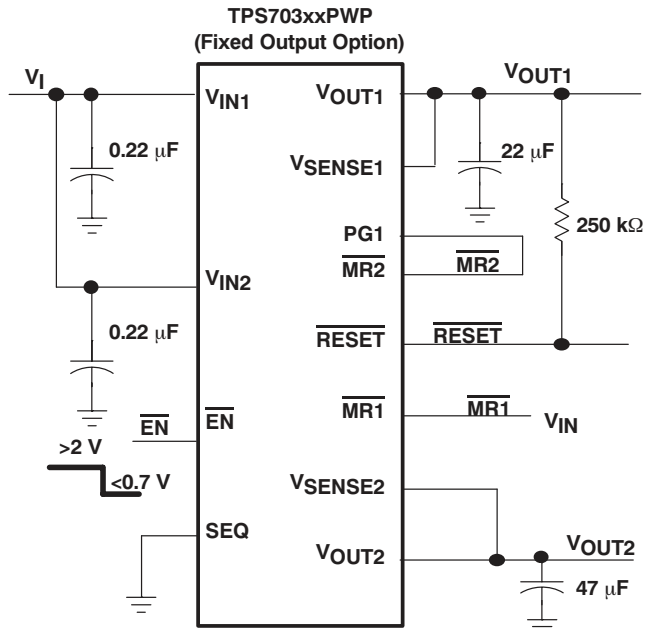 TPS703xxPWP
(Fixed Output Option)
VI
VIN1
VOUT1
VOUT1
0.22 μF
VSENSE1
22 μF
250 kΩ
PG1
MR2
MR2
VIN2
0.22 μF
RESET
RESET
EN
EN
MR1
MR1
VIN
>2 V
<0.7 V
VSENSE2
SEQ
VOUT2
VOUT2
47 μF